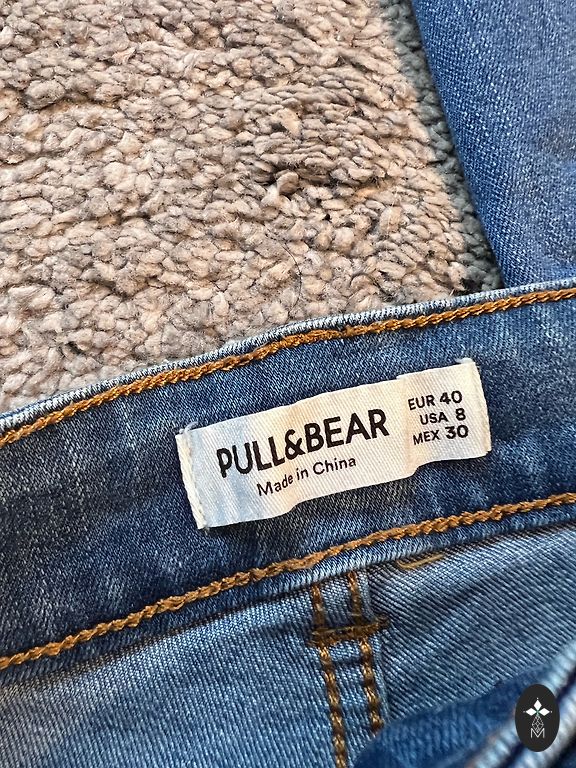 PULL&BEAR
Made in China
EUR 40
USA 8
MEX 30
M